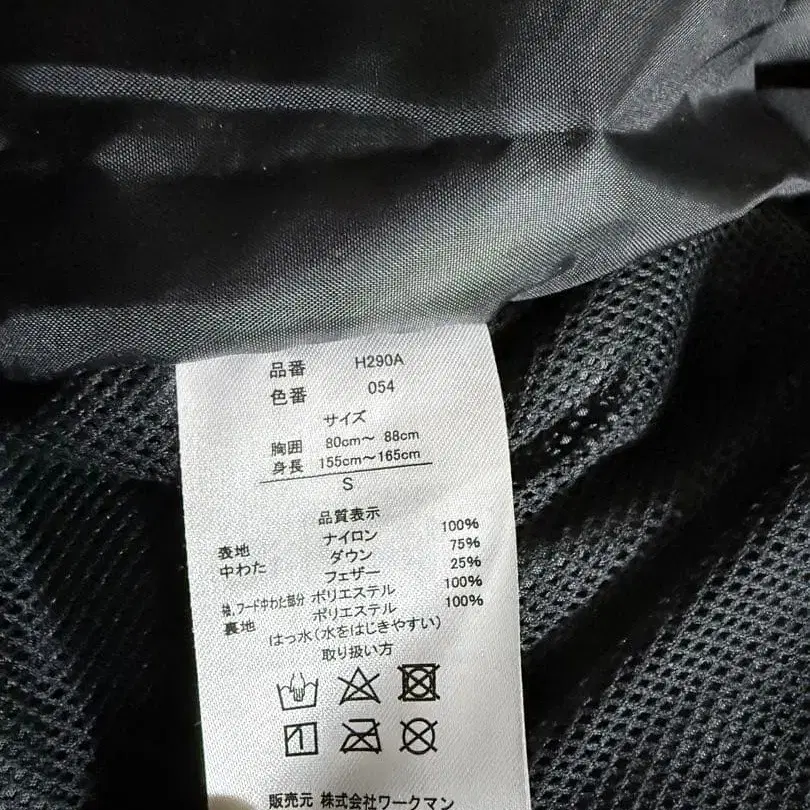 品番 H290A
色番 054
サイズ
胸囲 80cm～ 88cm
身長 155cm～165cm
S
品質表示
表地 ナイロン 100%
中わた ダウン 75%
フェザー 25%
袖、フード中わた部分 ポリエステル 100%
裏地 ポリエステル 100%
はっ水（水をはじきやすい）
取り扱い方
販売元 株式会社ワークマン